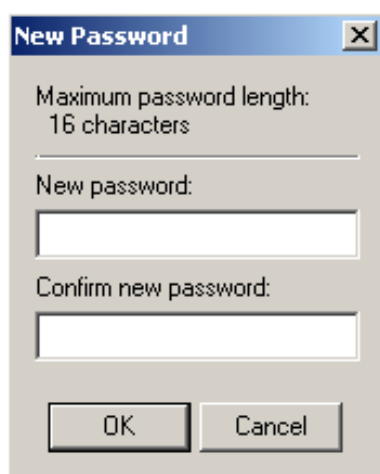 New Password
Maximum password length:
16 characters
New password:
Confirm new password:
OK
Cancel